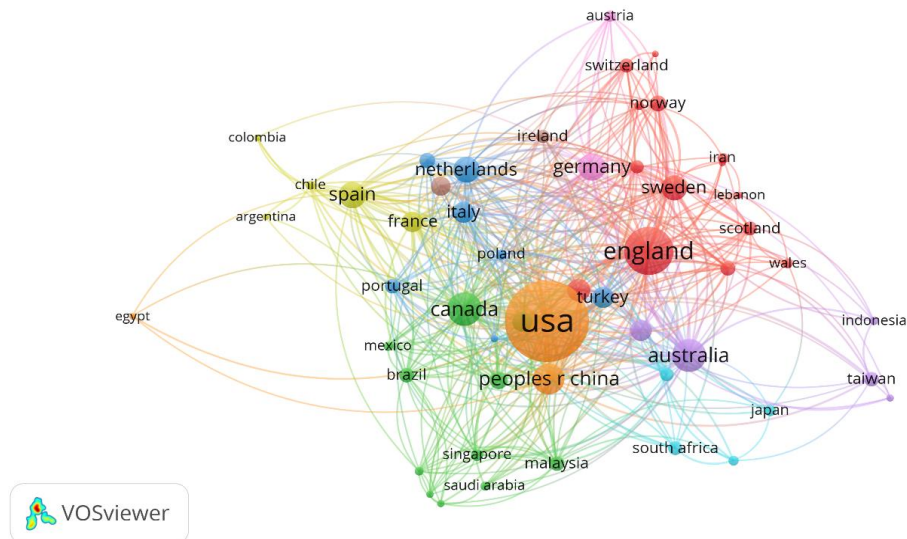 austria
switzerland
norway
colombia
ireland
iran
netherlands
germany
chile
spain
sweden
lebanon
argentina
france
italy
scotland
england
poland
wales
portugal
turkey
canada
egypt
usa
indonesia
mexico
australia
brazil
peoples r china
taiwan
japan
south africa
singapore
malaysia
saudi arabia
VOSviewer